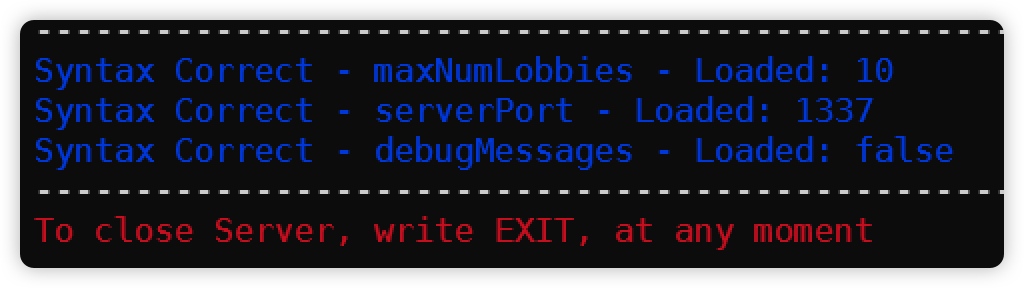 Syntax Correct - maxNumLobbies - Loaded: 10
Syntax Correct - serverPort - Loaded: 1337
Syntax Correct - debugMessages - Loaded: false
To close Server, write EXIT, at any moment